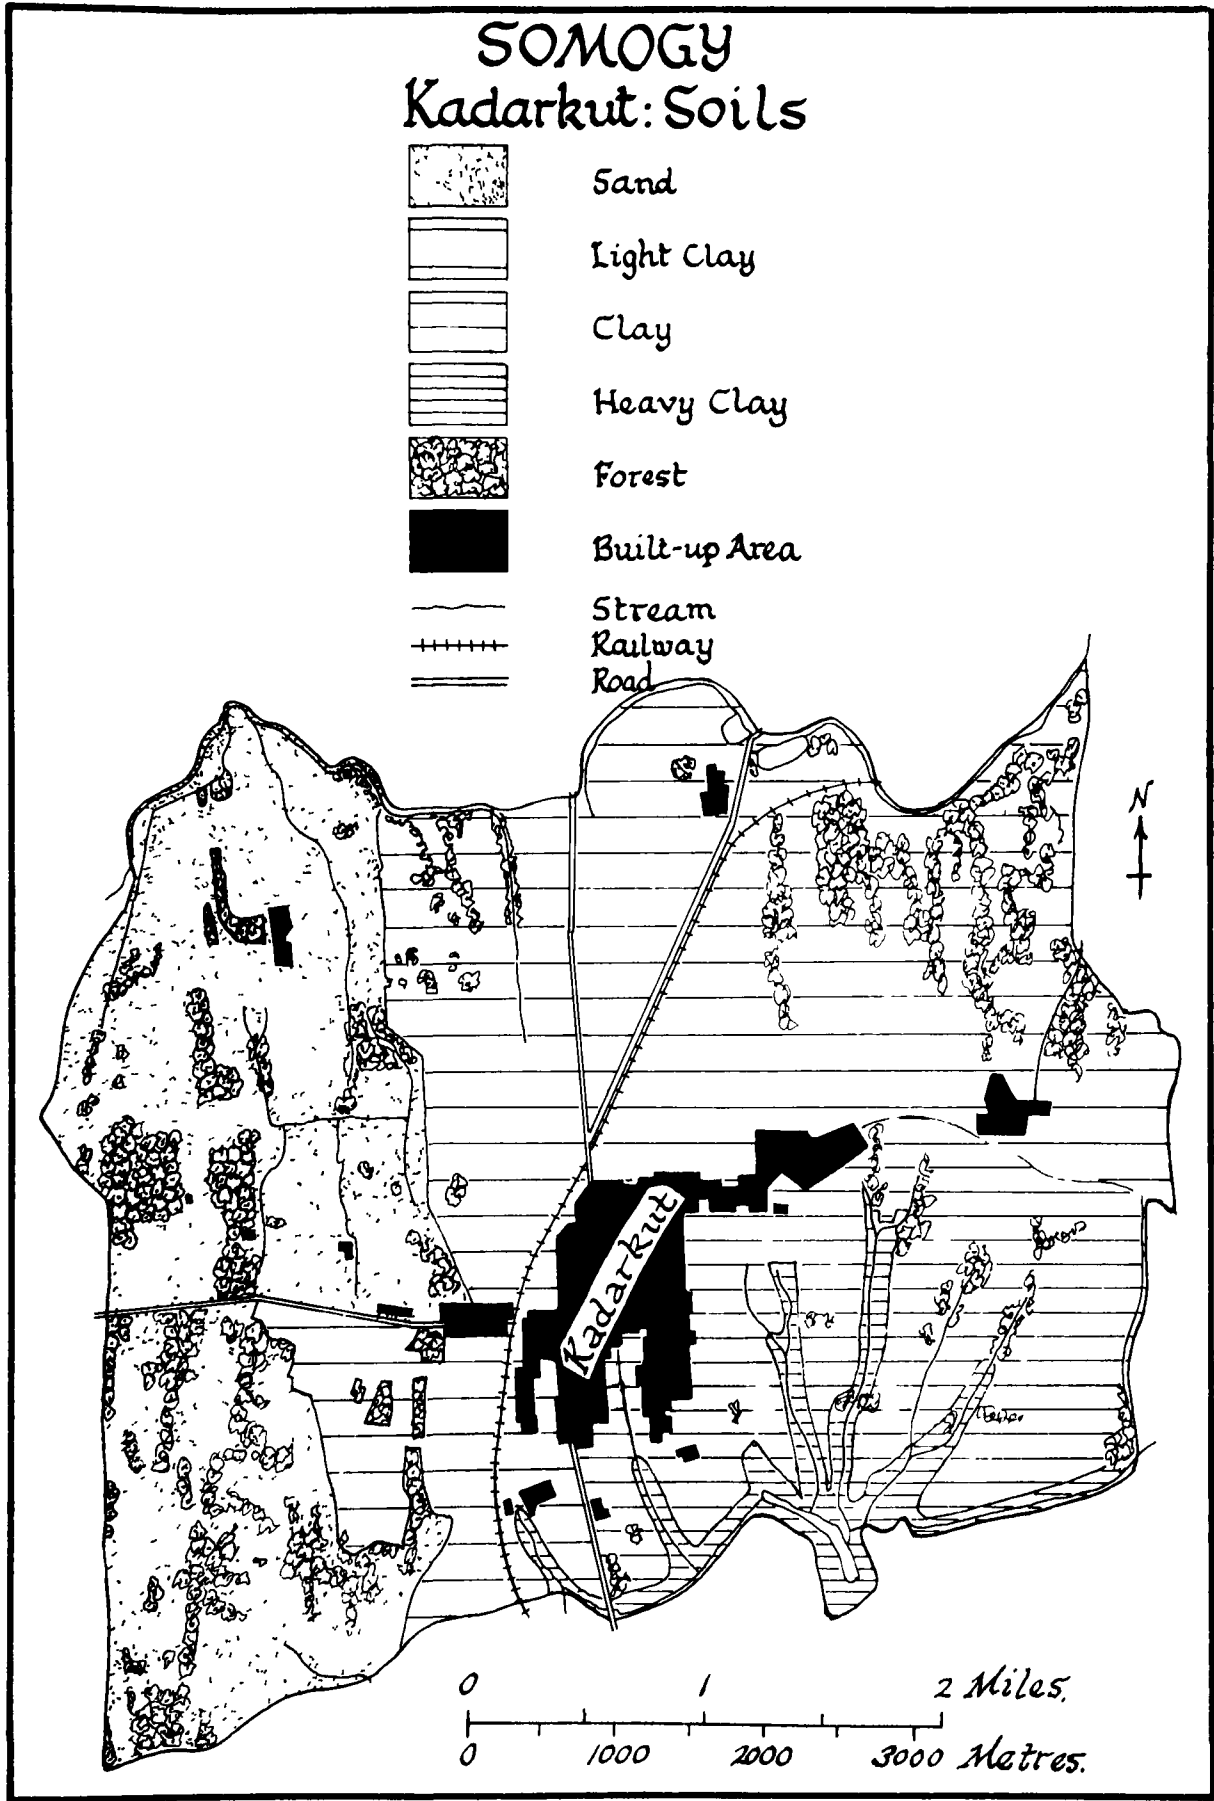 SOMOGY
Kadarkut: Soils
Sand
Light Clay
Clay
Heavy Clay
Forest
Built-up Area
Stream
Railway
Road
N
Kadarkut
0 1 2 Miles.
0 1000 2000 3000 Metres.